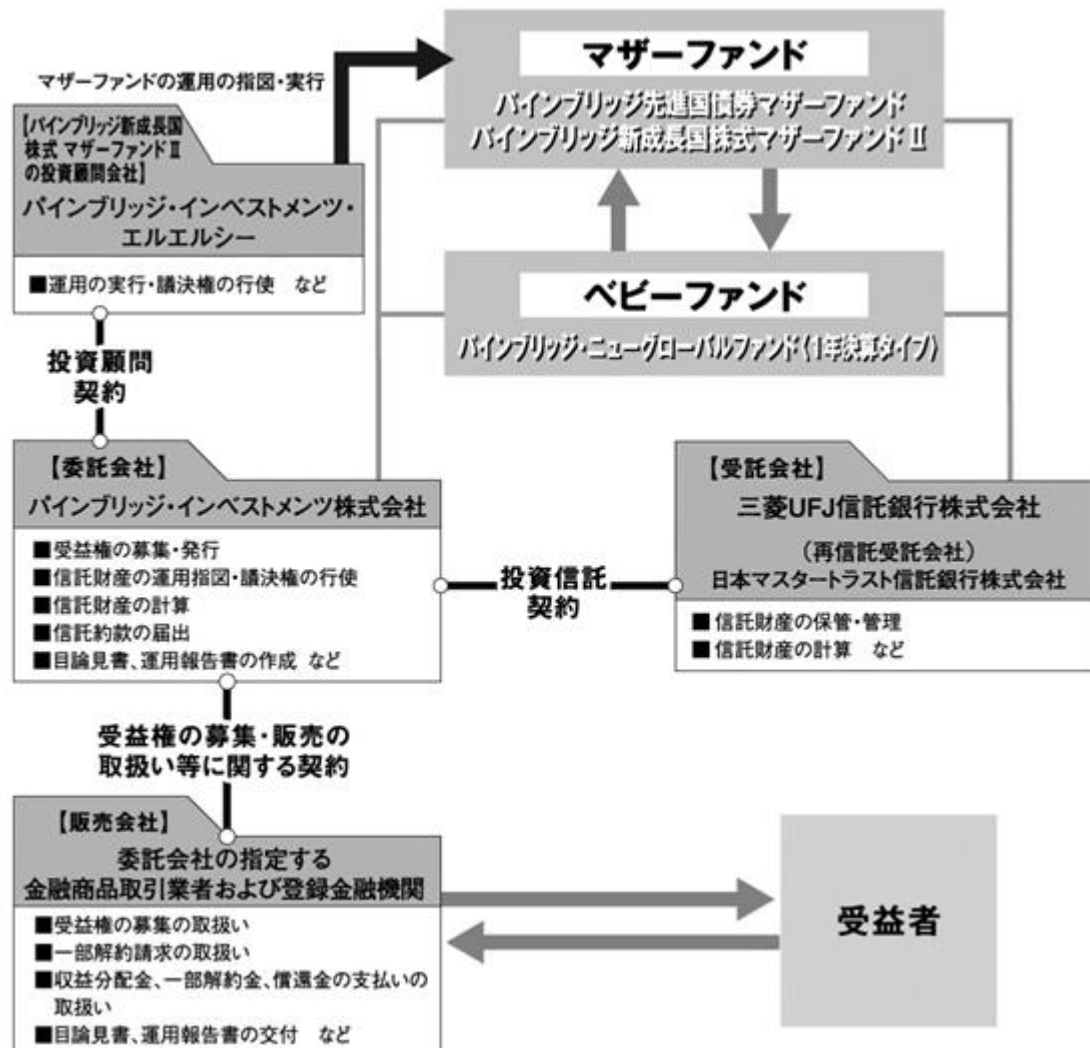 マザーファンドの運用の指図・実行
マザーファンド
パインブリッジ先進国債券マザーファンド
パインブリッジ新成長国株式マザーファンドⅡ
【パインブリッジ新成長国
株式 マザーファンドⅡ
の投資顧問会社】
パインブリッジ・インベストメンツ・
エルエルシー
■運用の実行・議決権の行使 など
ベビーファンド
パインブリッジ・ニューグローバルファンド(1年決算タイプ)
投資顧問
契約
【委託会社】
パインブリッジ・インベストメンツ株式会社
■受益権の募集・発行
■信託財産の運用指図・議決権の行使
■信託財産の計算
■信託約款の届出
■目論見書、運用報告書の作成 など
投資信託
契約
【受託会社】
三菱UFJ信託銀行株式会社
(再信託受託会社)
日本マスタートラスト信託銀行株式会社
■ 信託財産の保管・管理
■ 信託財産の計算 など
受益権の募集・販売の
取扱い等に関する契約
【販売会社】
委託会社の指定する
金融商品取引業者および登録金融機関
■受益権の募集の取扱い
■一部解約請求の取扱い
■収益分配金、一部解約金、償還金の支払いの
取扱い
■目論見書、運用報告書の交付 など
受益者